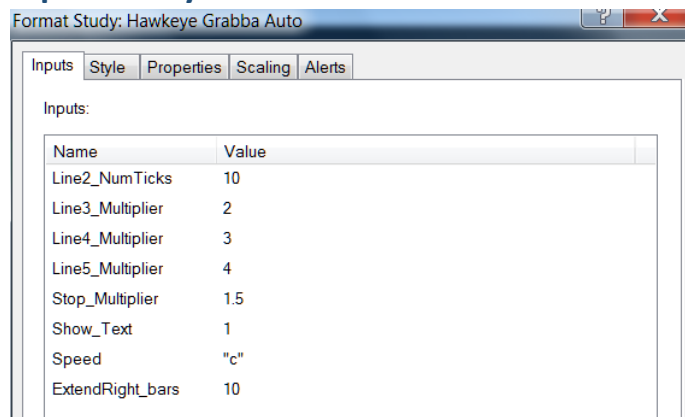 Format Study: Hawkeye Grabba Auto ? X
Inputs Style Properties Scaling Alerts
Inputs:
Name Value
Line2_NumTicks 10
Line3_Multiplier 2
Line4_Multiplier 3
Line5_Multiplier 4
Stop_Multiplier 1.5
Show_Text 1
Speed "c"
ExtendRight_bars 10